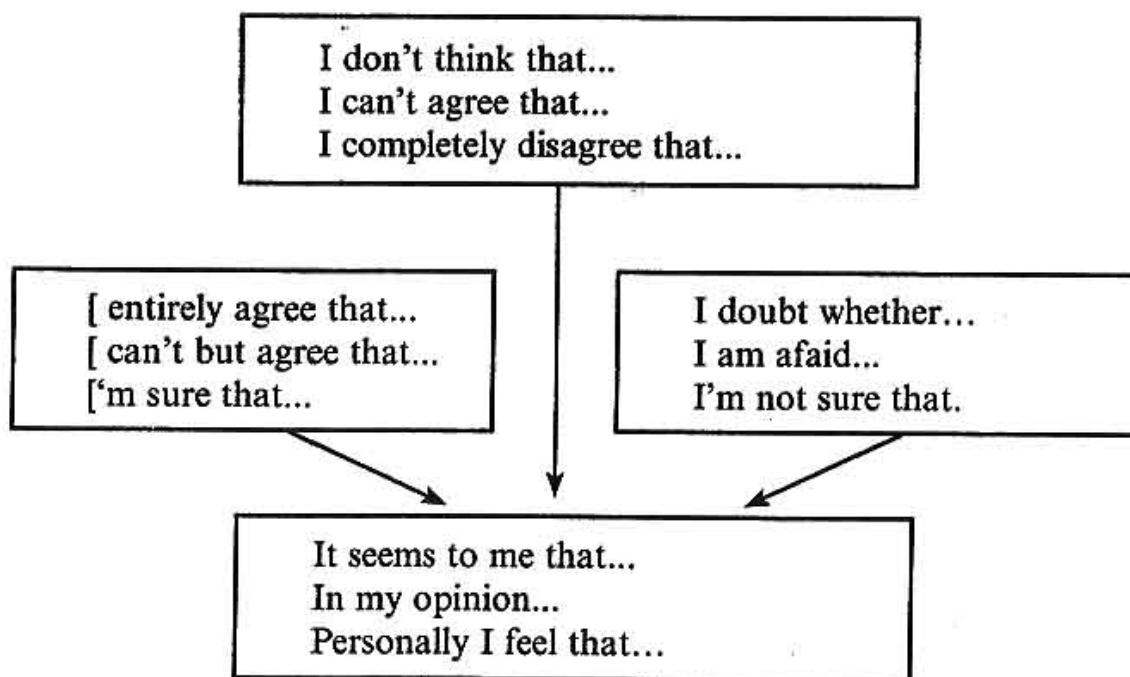 I don't think that...
I can't agree that...
I completely disagree that...
[ entirely agree that...
[ can't but agree that...
['m sure that...
I doubt whether...
I am afaid...
I'm not sure that.
It seems to me that...
In my opinion...
Personally I feel that...